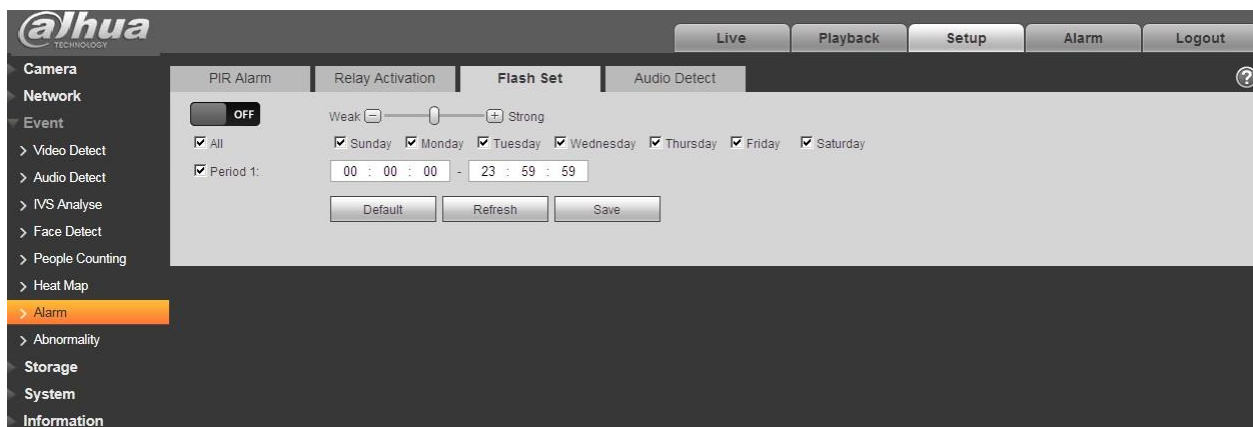 alhua
TECHNOLOGY
Live Playback Setup Alarm Logout
Camera
Network
Event
> Video Detect
> Audio Detect
> IVS Analyse
> Face Detect
> People Counting
> Heat Map
> Alarm
> Abnormality
Storage
System
Information
PIR Alarm Relay Activation Flash Set Audio Detect ?
OFF Weak - + Strong
All Sunday Monday Tuesday Wednesday Thursday Friday Saturday
Period 1: 00 : 00 : 00 - 23 : 59 : 59
Default Refresh Save